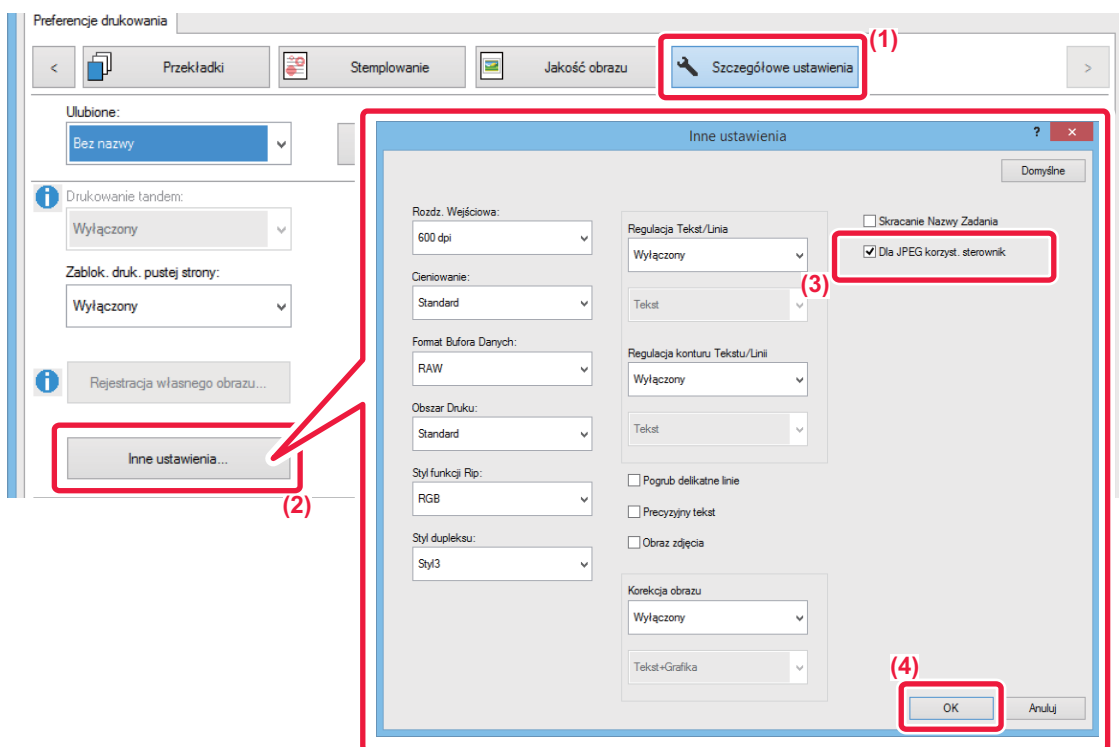 Preferencje drukowania
(1)
<
Przekładki
Stemplowanie
Jakość obrazu
Szczegółowe ustawienia
>
Ulubione:
Bez nazwy
Drukowanie tandem:
Wyłączony
Zablok. druk. pustej strony:
Wyłączony
Rejestracja własnego obrazu...
Inne ustawienia...
(2)
Inne ustawienia
?
×
Domyślne
Rozdz. Wejściowa:
600 dpi
Cieniowanie:
Standard
Format Bufora Danych:
RAW
Obszar Druku:
Standard
Styl funkcji Rip:
RGB
Styl dupleksu:
Styl3
Regulacja Tekst/Linia
Wyłączony
Tekst
Regulacja konturu Tekstu/Linii
Wyłączony
Tekst
Pogrub delikatne linie
Precyzyjny tekst
Obraz zdjęcia
Korekcja obrazu
Wyłączony
Tekst+Grafika
Skracanie Nazwy Zadania
Dla JPEG korzyst. sterownik
(3)
(4)
OK
Anuluj